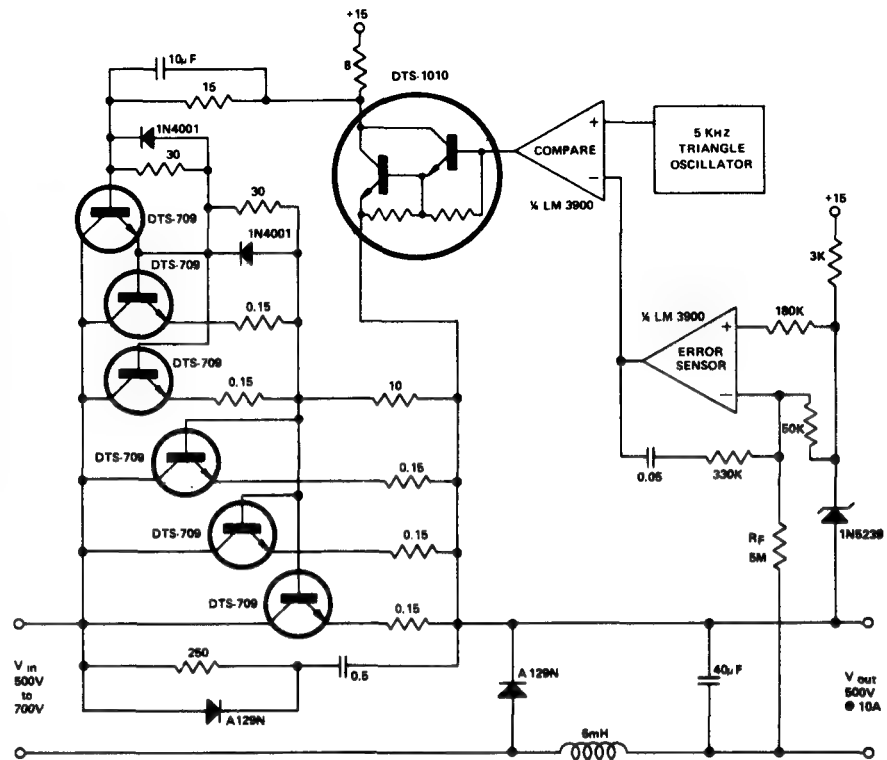 +15
10μF
8
DTS-1010
15
1N4001
30
COMPARE
+
−
¼ LM 3900
5 KHz
TRIANGLE
OSCILLATOR
30
DTS-709
1N4001
+15
3K
DTS-709
0.15
¼ LM 3900
180K
+
ERROR
SENSOR
−
DTS-709
0.15
10
50K
DTS-709
0.15
0.05
330K
DTS-709
0.15
RF
5M
1N5239
DTS-709
0.15
V in
500V
to
700V
250
0.5
A129N
A129N
40μF
V out
500V
@ 10A
6mH